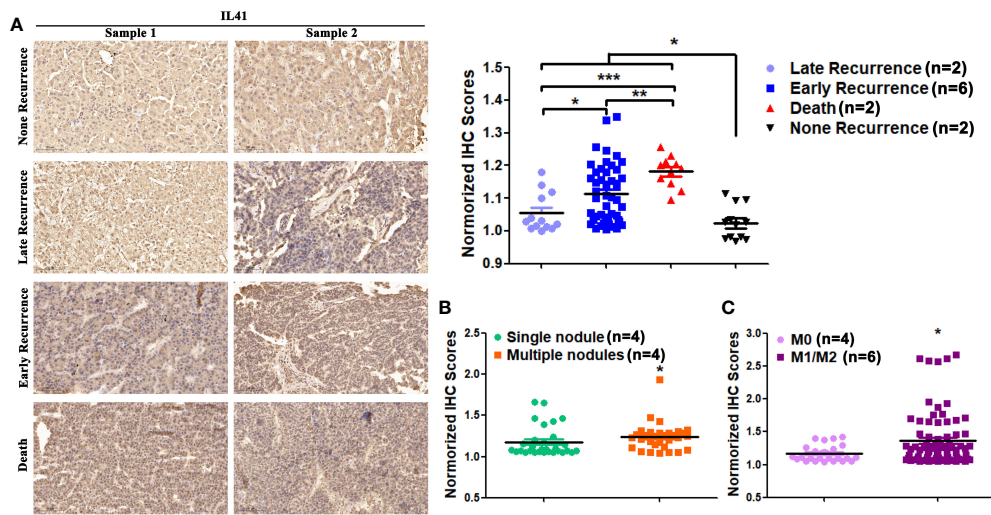 A
IL41
Sample 1 Sample 2
None Recurrence
Late Recurrence
Early Recurrence
Death
Normorized IHC Scores
1.5
1.4
1.3
1.2
1.1
1.0
0.9
*
***
* **
Late Recurrence (n=2)
Early Recurrence (n=6)
Death (n=2)
None Recurrence (n=2)
B
Normorized IHC Scores
2.5
2.0
1.5
1.0
0.5
Single nodule (n=4)
Multiple nodules (n=4)
*
C
Normorized IHC Scores
3.0
2.5
2.0
1.5
1.0
0.5
M0 (n=4)
M1/M2 (n=6)
*